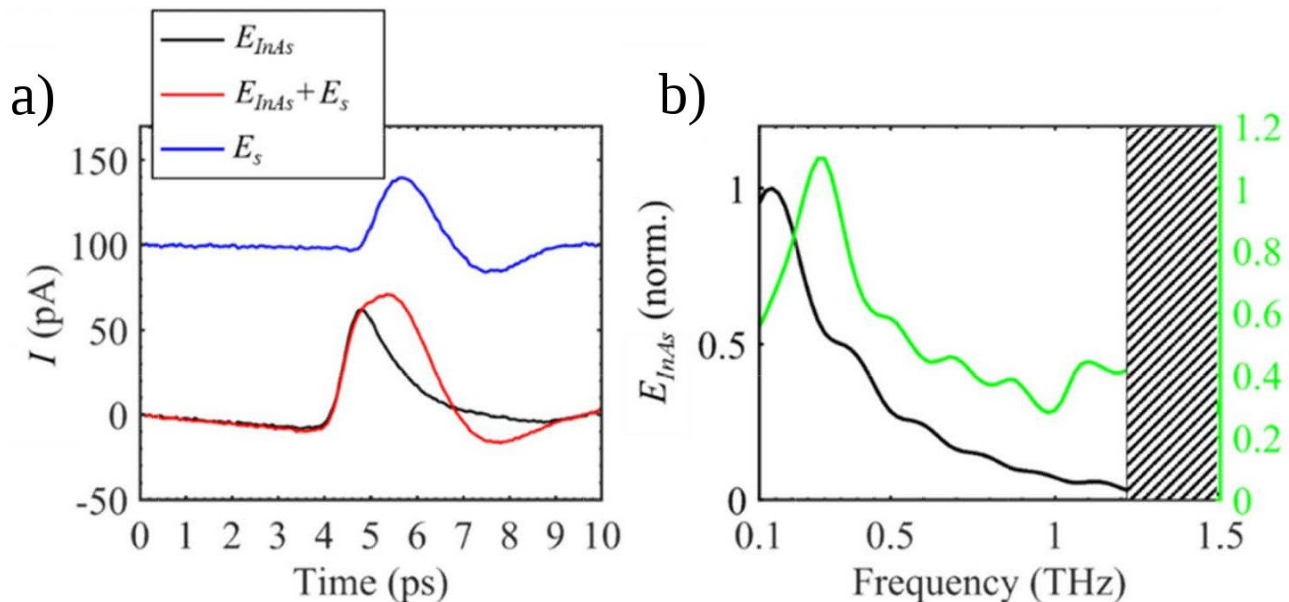 a)
E_InAs
E_InAs + E_s
E_s
150
100
50
0
-50
I (pA)
0 1 2 3 4 5 6 7 8 9 10
Time (ps)
b)
1
0.5
0
E_InAs (norm.)
1.2
1
0.8
0.6
0.4
0.2
0
0.1 0.5 1 1.5
Frequency (THz)